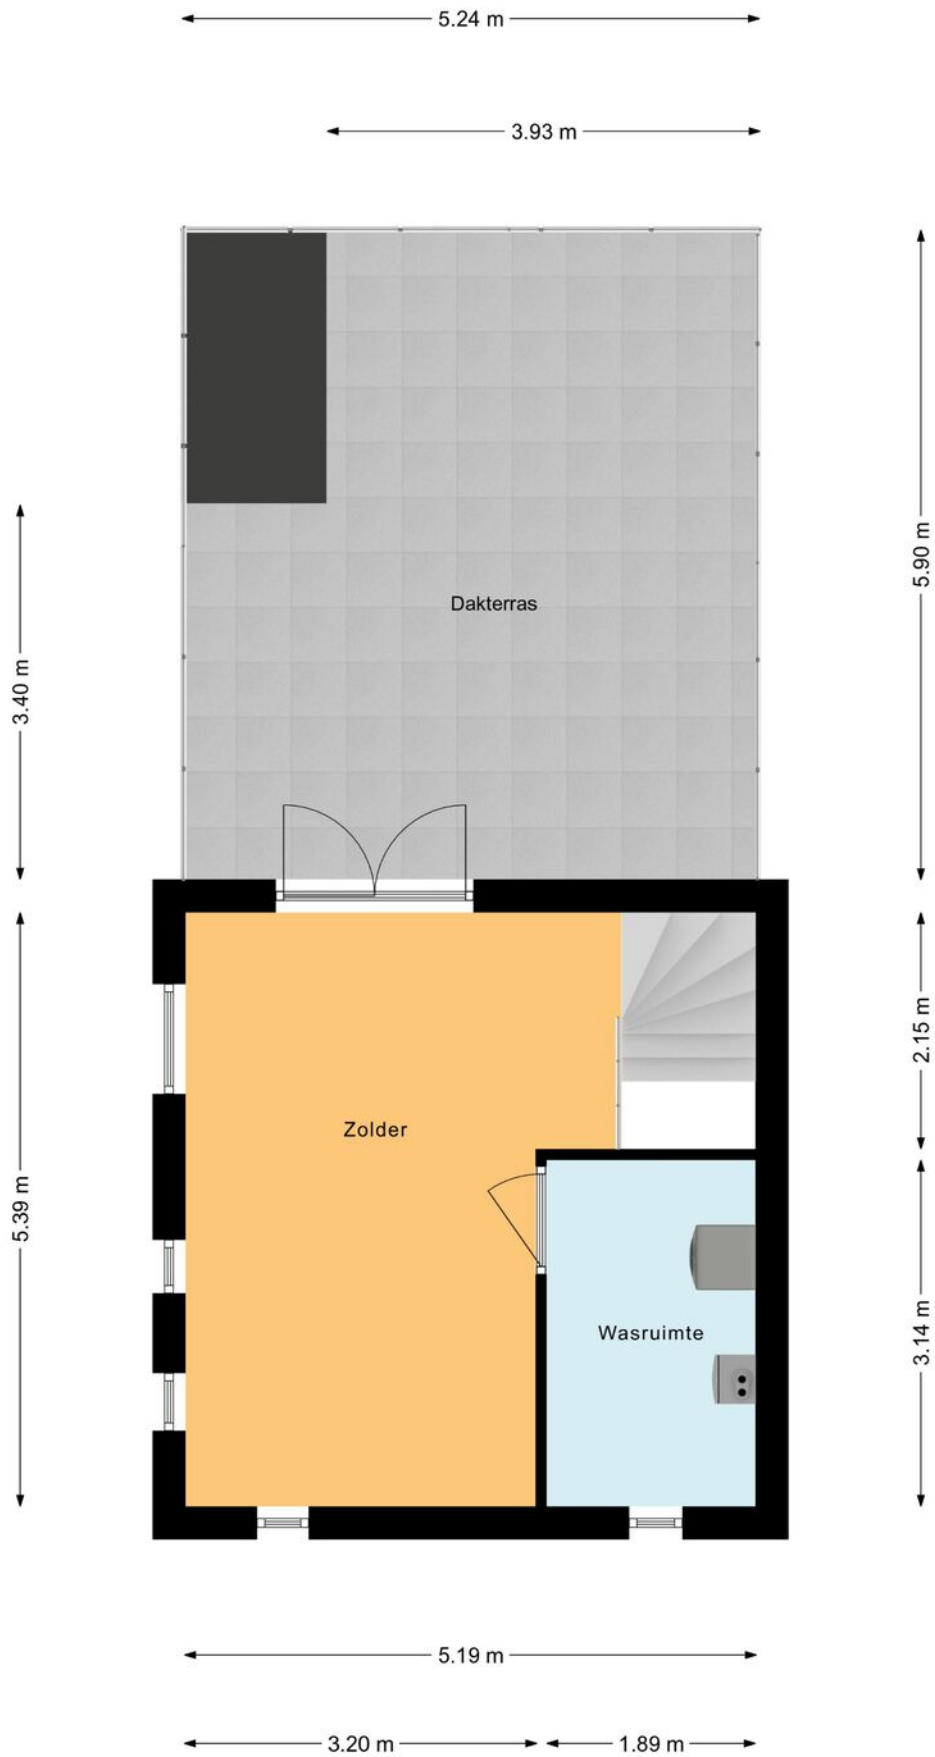 5.24 m
3.93 m
5.90 m
Dakterras
3.40 m
2.15 m
Zolder
5.39 m
3.14 m
Wasruimte
5.19 m
3.20 m
1.89 m